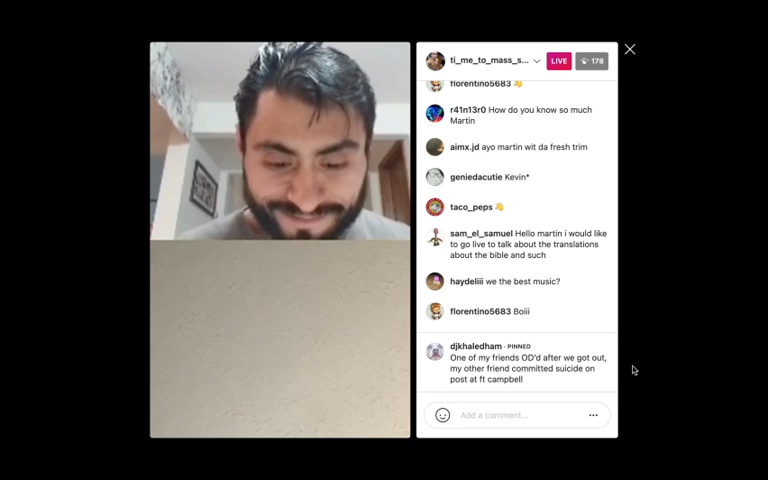 ti_me_to_mass_s...
LIVE
178
florentino5683 👋
r41n13r0 How do you know so much
Martin
aimx.jd ayo martin wit da fresh trim
geniedacutie Kevin*
taco_peps 👋
sam_el_samuel Hello martin i would like
to go live to talk about the translations
about the bible and such
haydeliii we the best music?
florentino5683 Boiii
djkhaledham · PINNED
One of my friends OD'd after we got out,
my other friend committed suicide on
post at ft campbell
Add a comment...